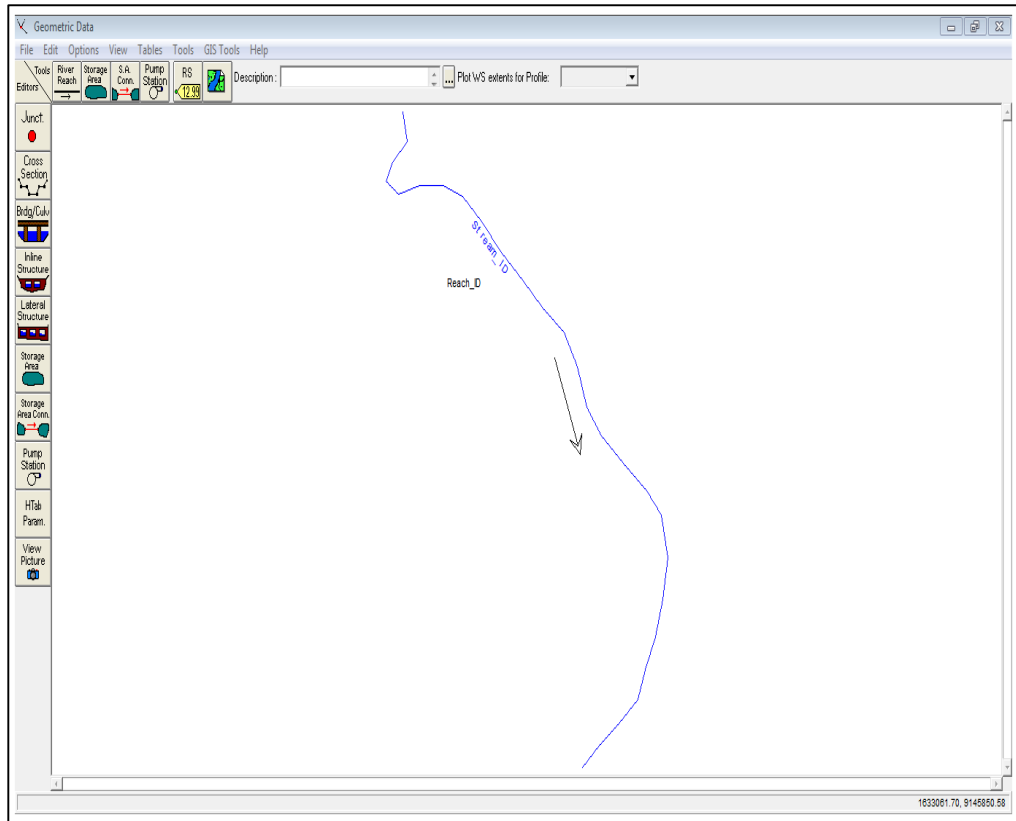 Geometric Data
File Edit Options View Tables Tools GIS Tools Help
Tools
Editors
River
Reach
Storage
Area
S.A.
Conn.
Pump
Station
RS
12.99
Description :
...
Plot WS extents for Profile:
Junct.
Cross
Section
Brdg/Culv
Inline
Structure
Lateral
Structure
Storage
Area
Storage
Area Conn.
Pump
Station
HTab
Param.
View
Picture
Stream_ID
Reach_ID
1633061.70, 9145850.58